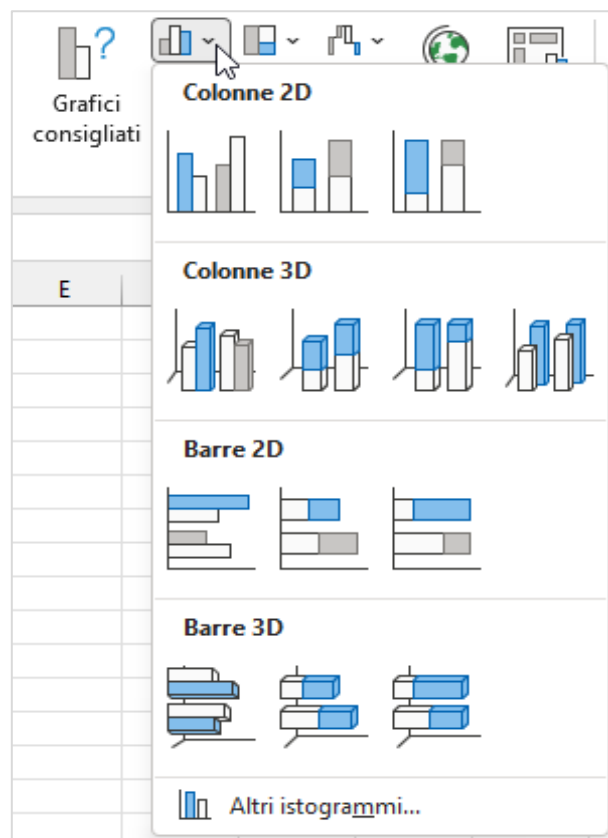 Grafici
consigliati
Colonne 2D
E
Colonne 3D
Barre 2D
Barre 3D
Altri istogrammi...